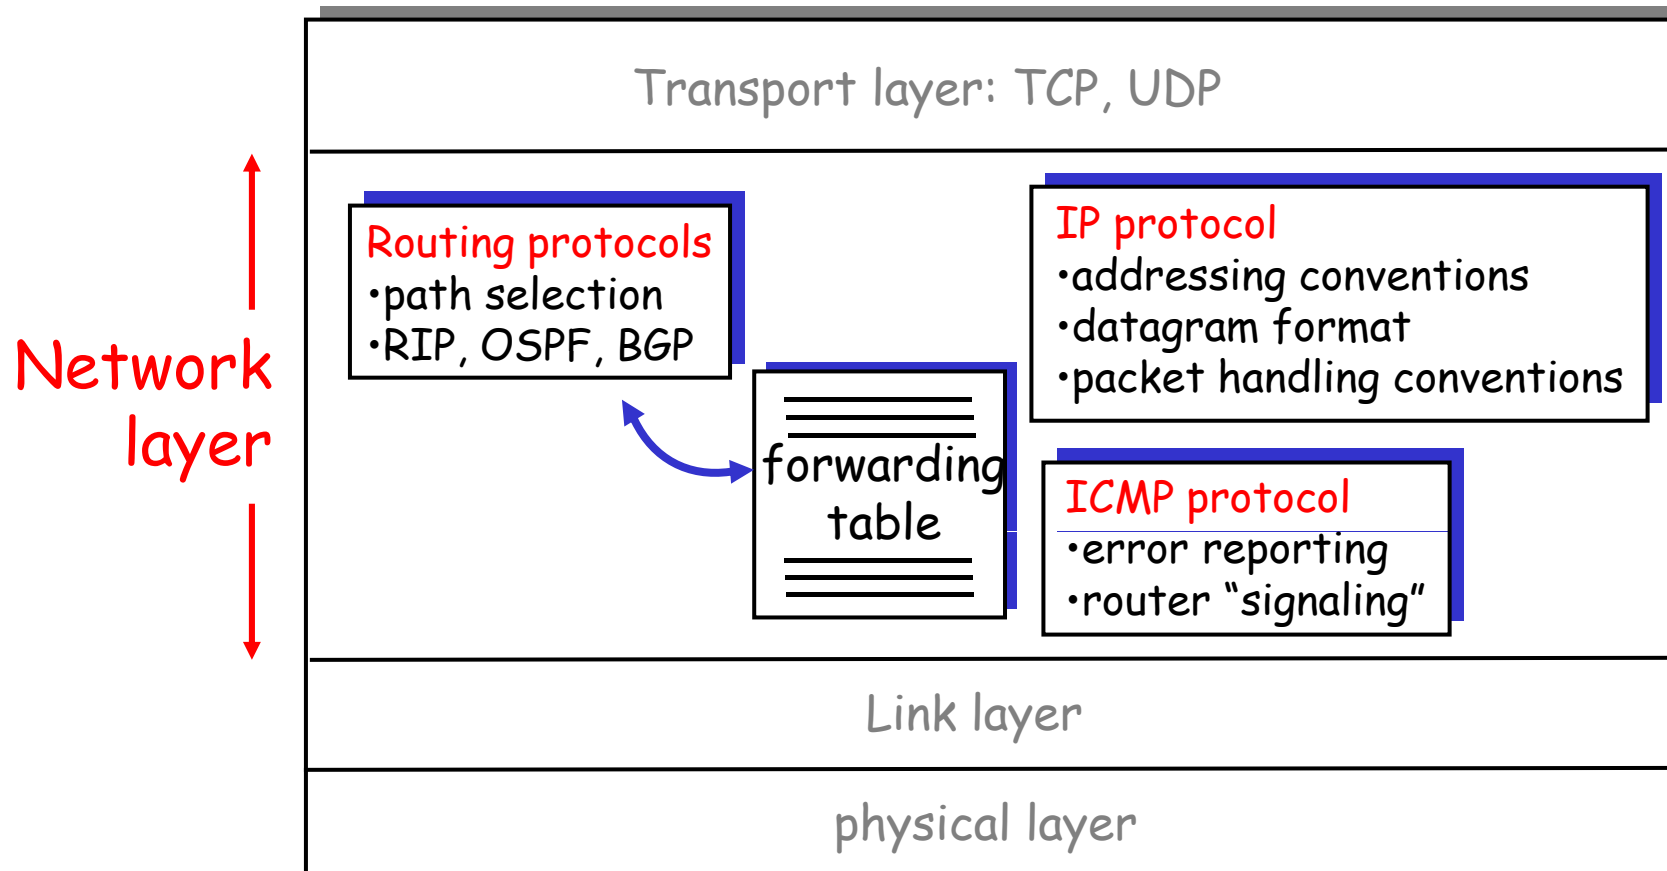 Transport layer: TCP, UDP
Network
layer
Routing protocols
•path selection
•RIP, OSPF, BGP
forwarding
table
IP protocol
•addressing conventions
•datagram format
•packet handling conventions
ICMP protocol
•error reporting
•router “signaling”
Link layer
physical layer